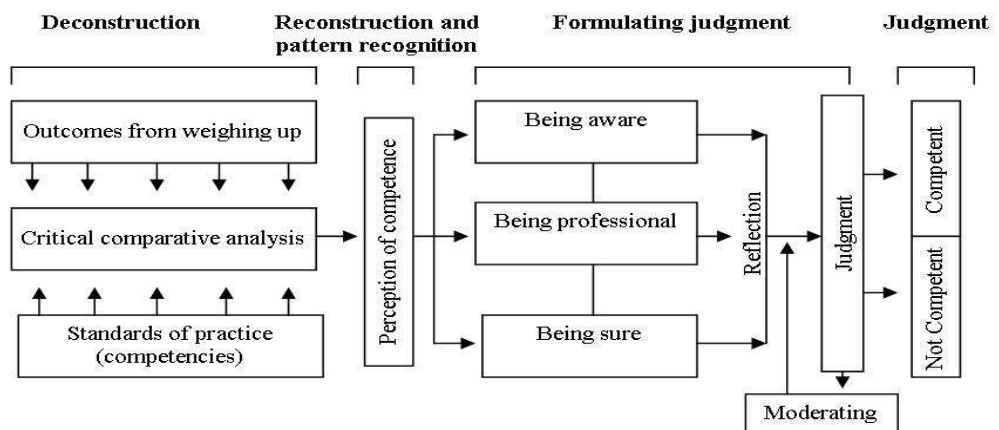 Deconstruction
Reconstruction and
pattern recognition
Formulating judgment
Judgment
Outcomes from weighing up
Critical comparative analysis
Standards of practice
(competencies)
Perception of competence
Being aware
Being professional
Being sure
Reflection
Judgment
Moderating
Competent
Not Competent